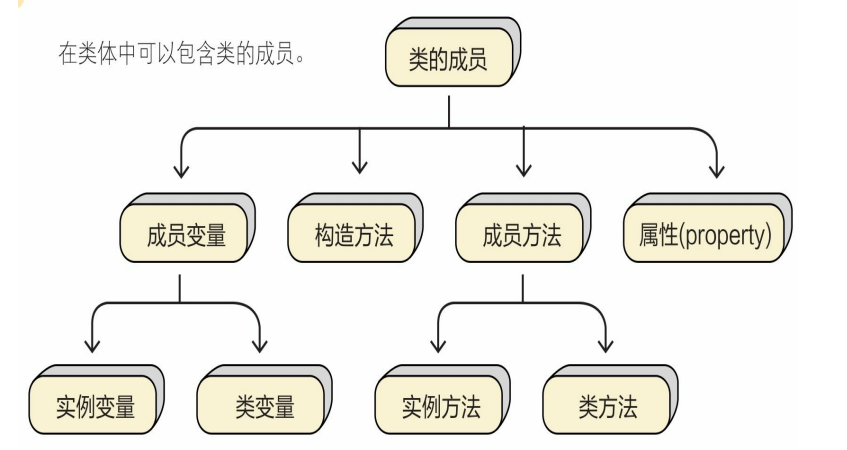 在类体中可以包含类的成员。
类的成员
成员变量
构造方法
成员方法
属性(property)
实例变量
类变量
实例方法
类方法